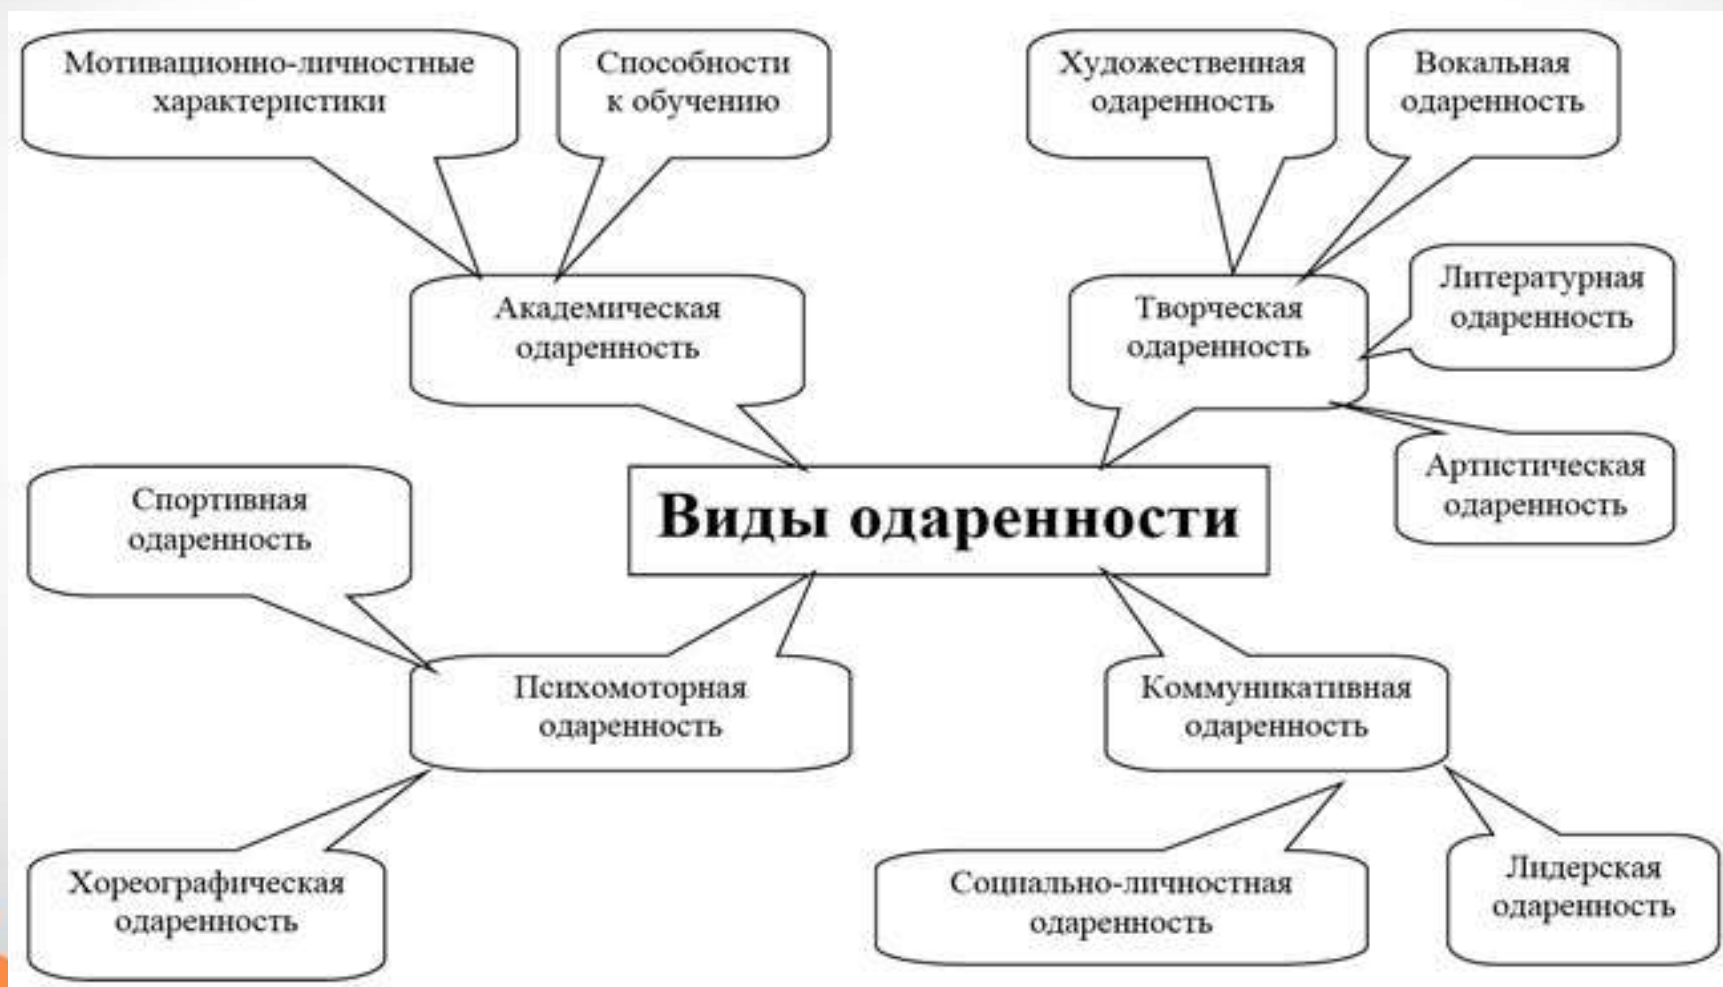 Мотивационно-личностные
характеристики
Способности
к обучению
Художественная
одаренность
Вокальная
одаренность
Академическая
одаренность
Творческая
одаренность
Литературная
одаренность
Артистическая
одаренность
Виды одаренности
Спортивная
одаренность
Психомоторная
одаренность
Коммуникативная
одаренность
Хореографическая
одаренность
Социально-личностная
одаренность
Лидерская
одаренность